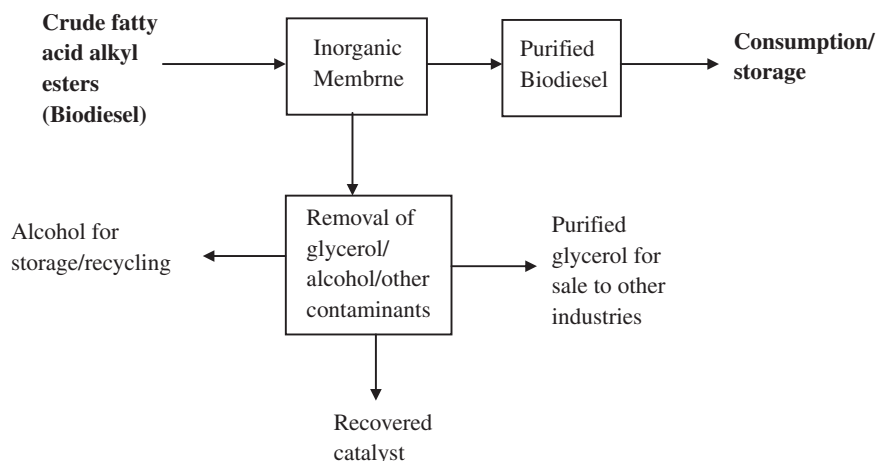 Crude fatty
acid alkyl
esters
(Biodiesel)
Inorganic
Membrne
Purified
Biodiesel
Consumption/
storage
Alcohol for
storage/recycling
Removal of
glycerol/
alcohol/other
contaminants
Purified
glycerol for
sale to other
industries
Recovered
catalyst